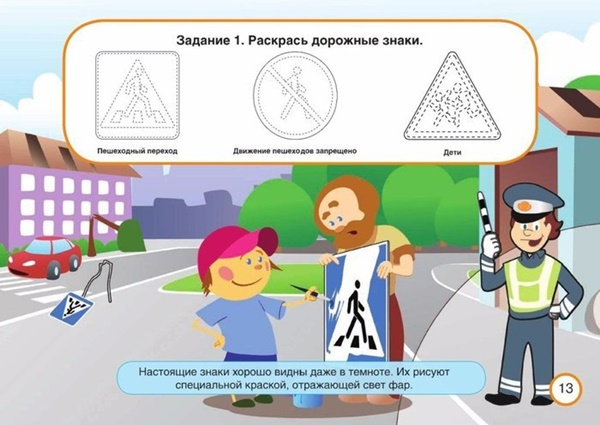 Задание 1. Раскрась дорожные знаки.
Пешеходный переход
Движение пешеходов запрещено
Дети
Настоящие знаки хорошо видны даже в темноте. Их рисуют
специальной краской, отражающей свет фар.
13